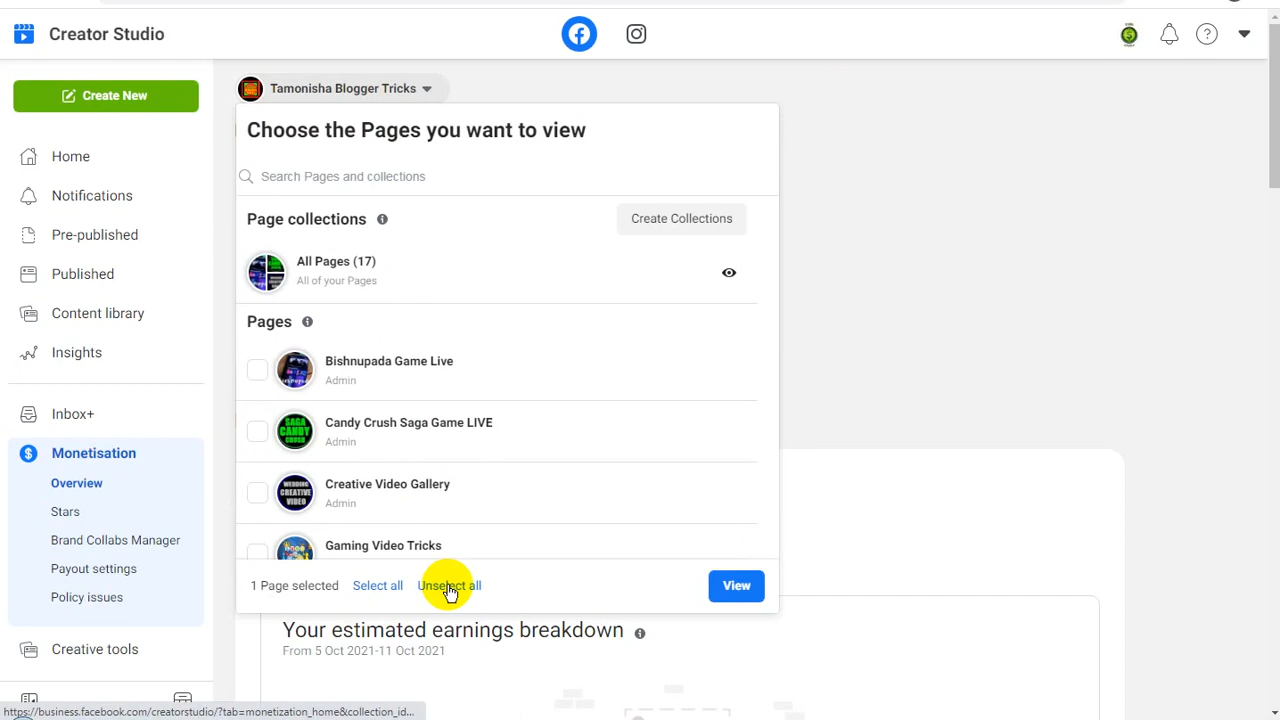 Creator Studio
Create New
Home
Notifications
Pre-published
Published
Content library
Insights
Inbox+
Monetisation
Overview
Stars
Brand Collabs Manager
Payout settings
Policy issues
Creative tools
Tamonisha Blogger Tricks
Choose the Pages you want to view
Search Pages and collections
Page collections
Create Collections
All Pages (17)
All of your Pages
Pages
Bishnupada Game Live
Admin
Candy Crush Saga Game LIVE
Admin
Creative Video Gallery
Admin
Gaming Video Tricks
1 Page selected Select all Unselect all View
Your estimated earnings breakdown
From 5 Oct 2021-11 Oct 2021
https://business.facebook.com/creatorstudio/?tab=monetization_home&collection_id...